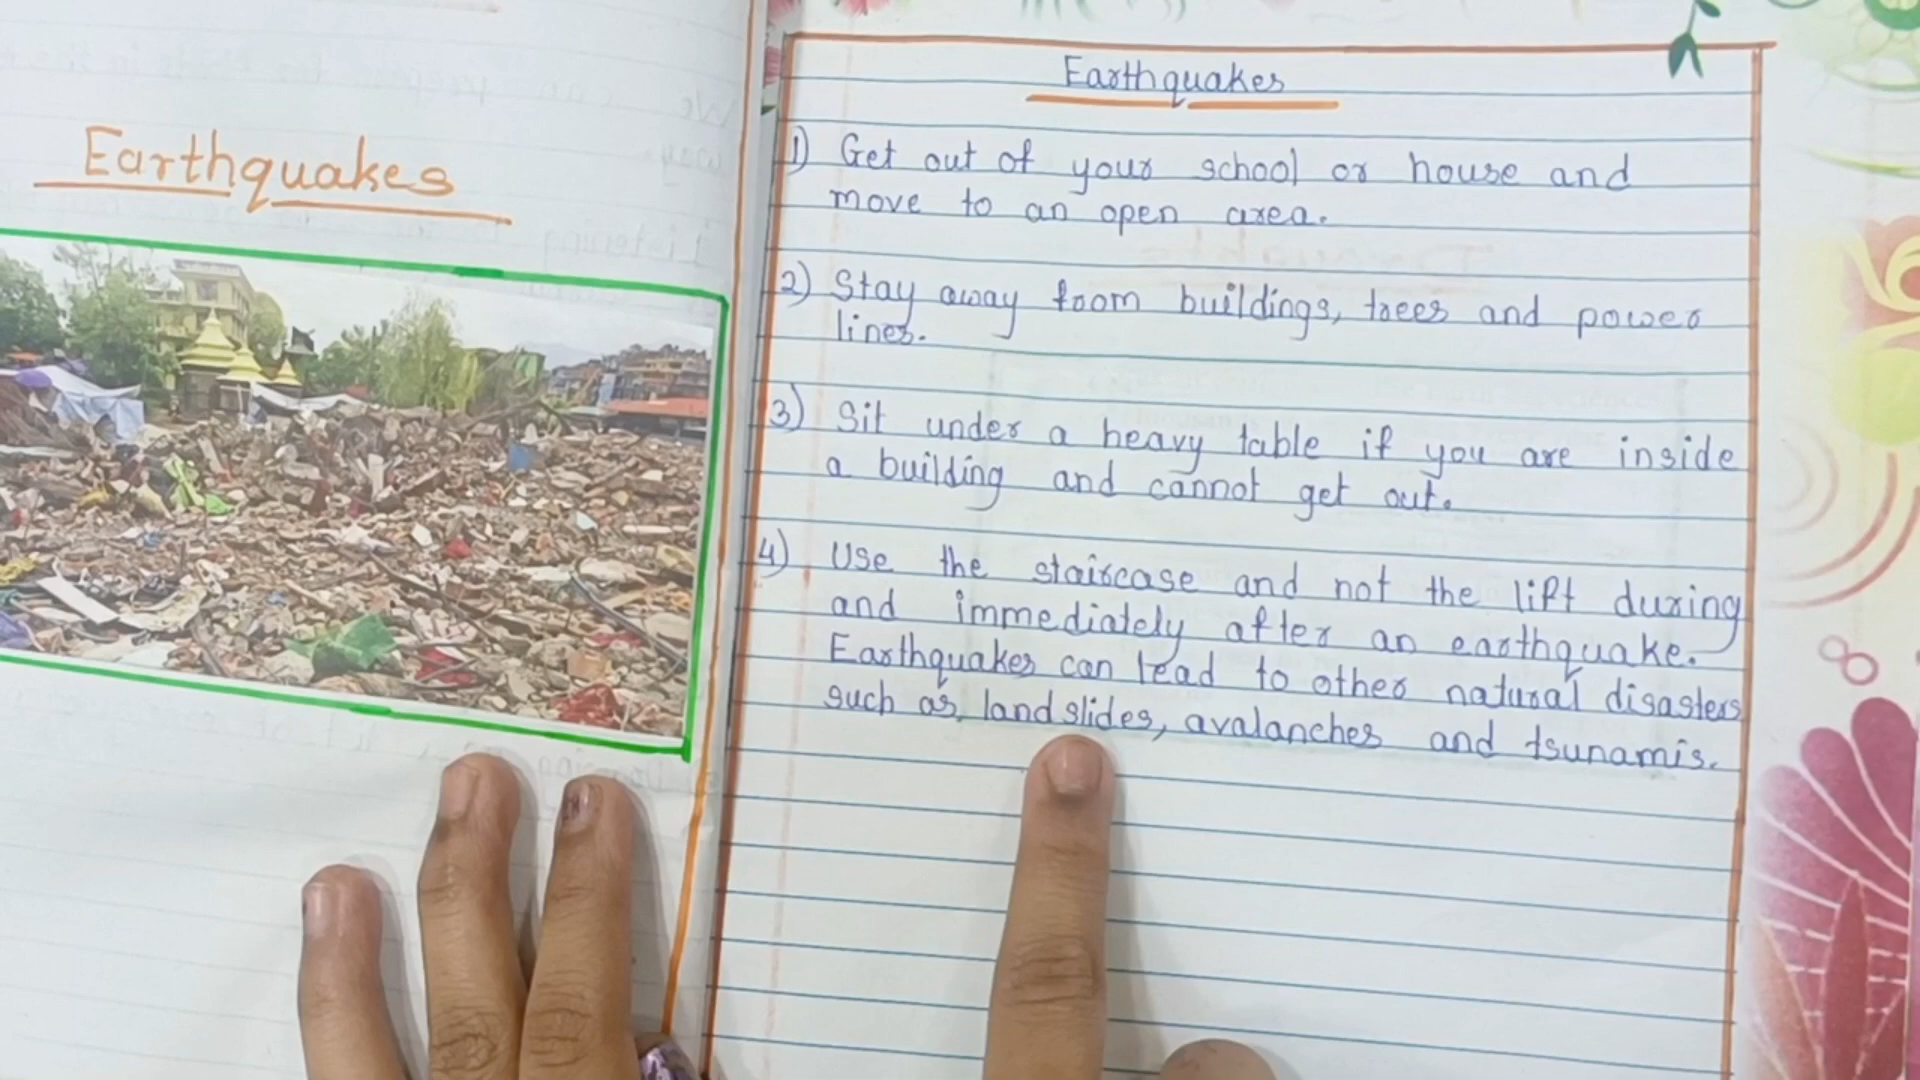 Earthquakes
Earthquakes
1) Get out of your school or house and
move to an open area.
2) Stay away from buildings, trees and power
lines.
3) Sit under a heavy table if you are inside
a building and cannot get out.
4) Use the staircase and not the lift during
and immediately after an earthquake.
Earthquakes can lead to other natural disasters
such as, landslides, avalanches and tsunamis.